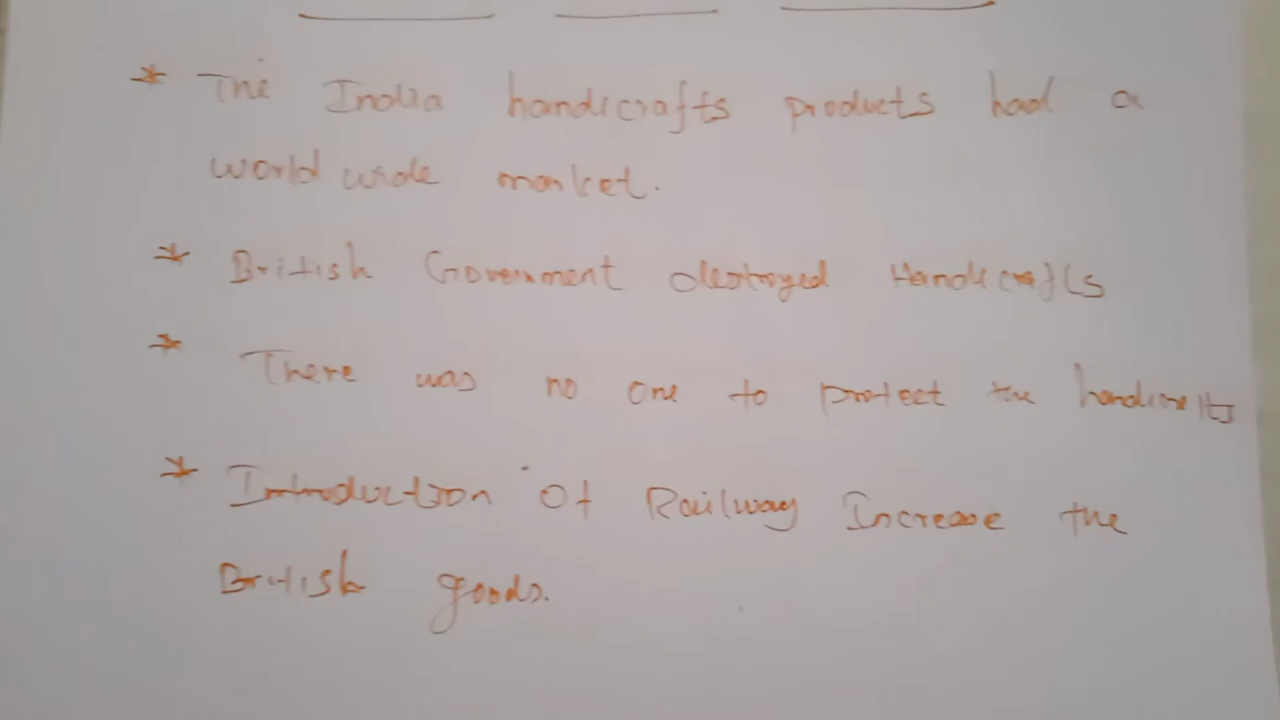 * The India handicrafts products had a
world wide market.
* British Government destroyed Handicrafts
* There was no one to protect the
* Introduction of Railway Increase the
British goods.